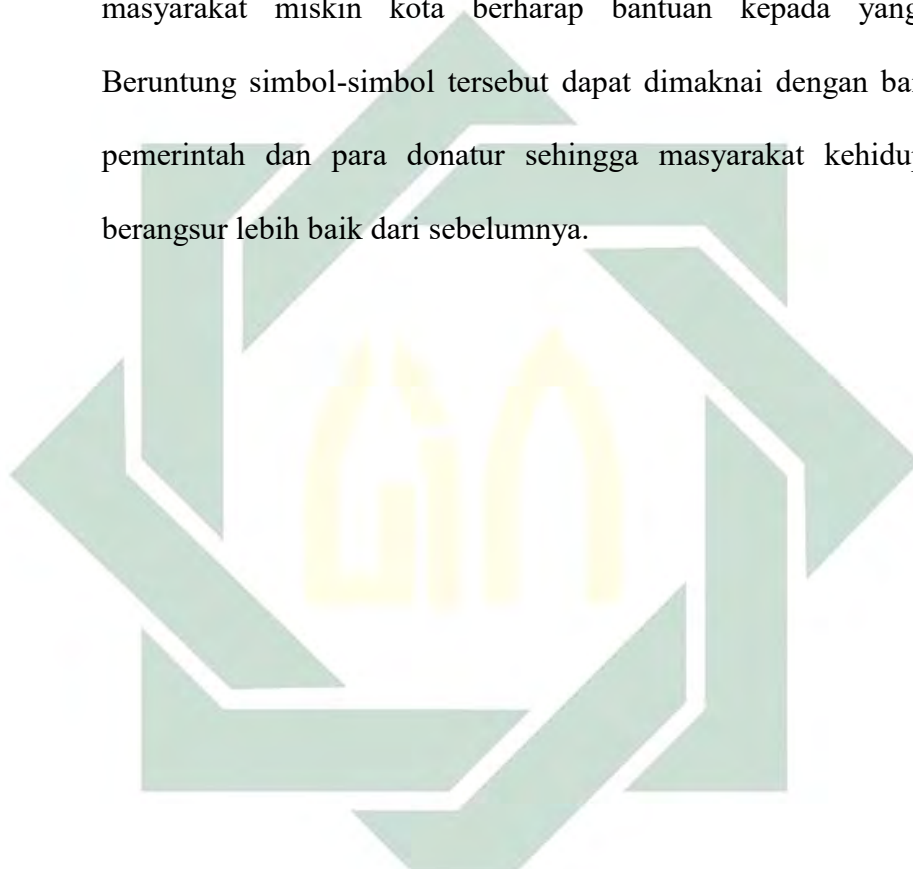 masyarakat miskin kota berharap bantuan kepada yang
Beruntung simbol-simbol tersebut dapat dimaknai dengan
pemerintah dan para donatur sehingga masyarakat
berangsur lebih baik dari sebelumnya.